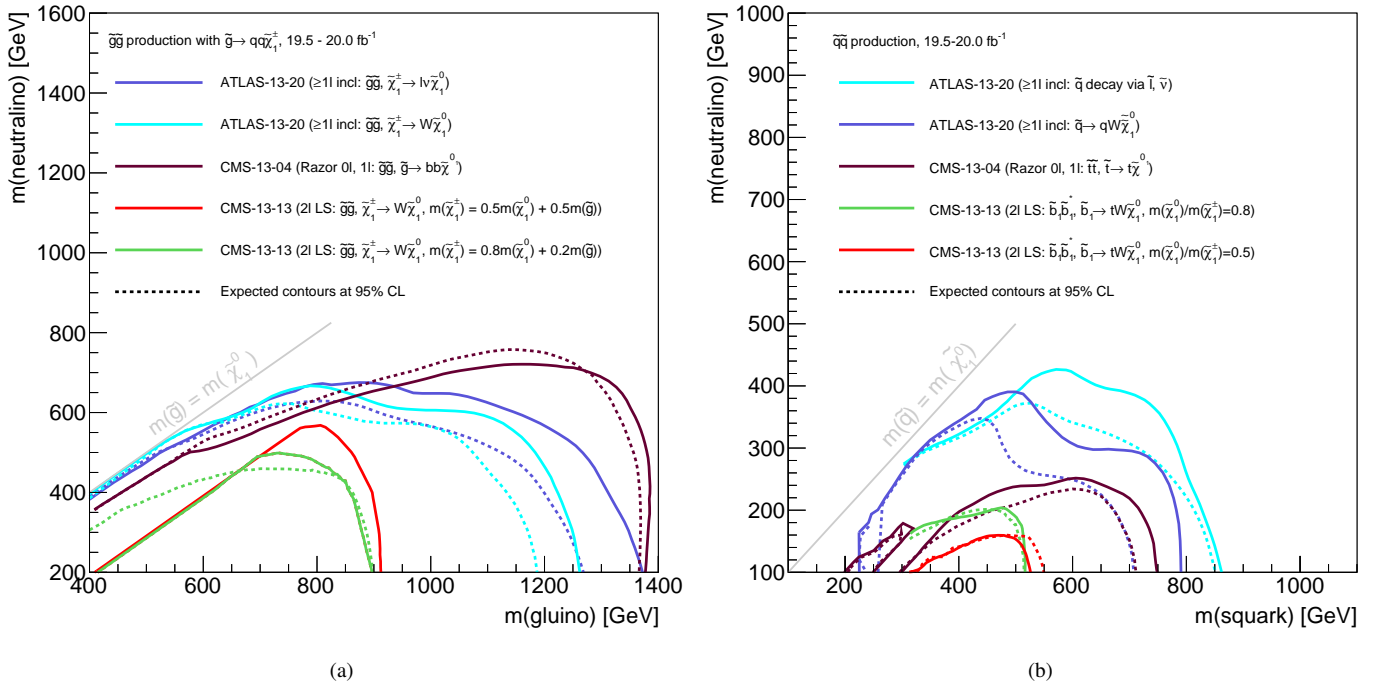 m(neutralino) [GeV]
1600
1400
1200
1000
800
600
400
200
g̃g̃ production with g̃→ qqχ̃₁±, 19.5 - 20.0 fb⁻¹
ATLAS-13-20 (≥1l incl: g̃g̃, χ̃₁±→ lνχ̃₁⁰)
ATLAS-13-20 (≥1l incl: g̃g̃, χ̃₁±→ Wχ̃₁⁰)
CMS-13-04 (Razor 0l, 1l: g̃g̃, g̃→ bbχ̃⁰₁)
CMS-13-13 (2l LS: g̃g̃, χ̃₁±→ Wχ̃₁⁰, m(χ̃₁±) = 0.5m(χ̃₁⁰) + 0.5m(g̃))
CMS-13-13 (2l LS: g̃g̃, χ̃₁±→ Wχ̃₁⁰, m(χ̃₁±) = 0.8m(χ̃₁⁰) + 0.2m(g̃))
Expected contours at 95% CL
m(g̃) = m(χ̃₁⁰)
400 600 800 1000 1200 1400
m(gluino) [GeV]
(a)
m(neutralino) [GeV]
1000
900
800
700
600
500
400
300
200
100
q̃q̃ production, 19.5-20.0 fb⁻¹
ATLAS-13-20 (≥1l incl: q̃ decay via l̃, ν̃)
ATLAS-13-20 (≥1l incl: q̃→ qWχ̃₁⁰)
CMS-13-04 (Razor 0l, 1l: t̃t̃, t̃→ tχ̃⁰₁)
CMS-13-13 (2l LS: b̃₁b̃₁*, b̃₁→ tWχ̃₁⁰, m(χ̃₁⁰)/m(χ̃₁±)=0.8)
CMS-13-13 (2l LS: b̃₁b̃₁*, b̃₁→ tWχ̃₁⁰, m(χ̃₁⁰)/m(χ̃₁±)=0.5)
Expected contours at 95% CL
m(q̃) = m(χ̃₁⁰)
200 400 600 800 1000
m(squark) [GeV]
(b)